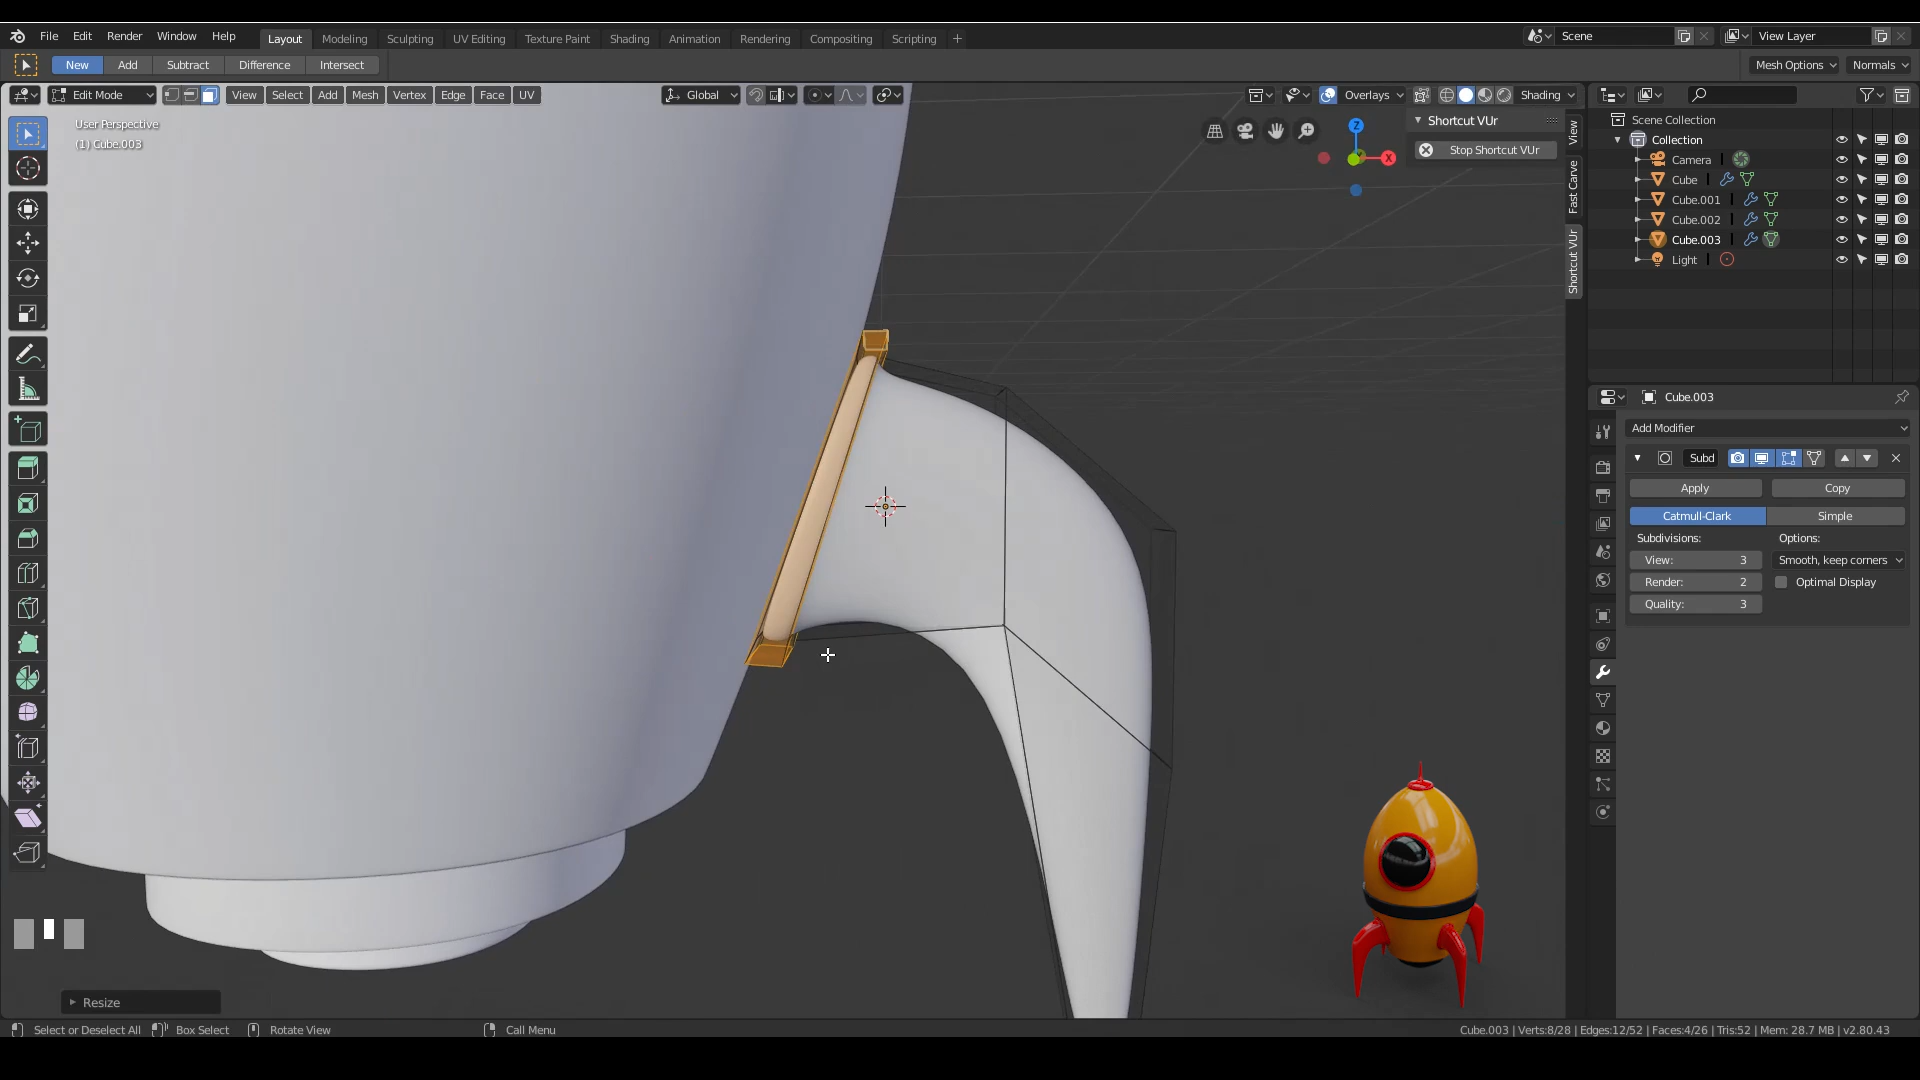 File Edit Render Window Help Layout Modeling Sculpting UV Editing Texture Paint Shading Animation Rendering Compositing Scripting + Scene View Layer
New Add Subtract Difference Intersect Mesh Options Normals
Edit Mode View Select Add Mesh Vertex Edge Face UV Global Overlays Shading
User Perspective
(1) Cube.003
Z
X
Shortcut VUr
Stop Shortcut VUr
View
Fast Carve
Shortcut VUr
Scene Collection
Collection
Camera
Cube
Cube.001
Cube.002
Cube.003
Light
Cube.003
Add Modifier
Subd
Apply Copy
Catmull-Clark Simple
Subdivisions: Options:
View: 3 Smooth, keep corners
Render: 2 Optimal Display
Quality: 3
Resize
Select or Deselect All Box Select Rotate View Call Menu Cube.003 | Verts:8/28 | Edges:12/52 | Faces:4/26 | Tris:52 | Mem: 28.7 MB | v2.80.43